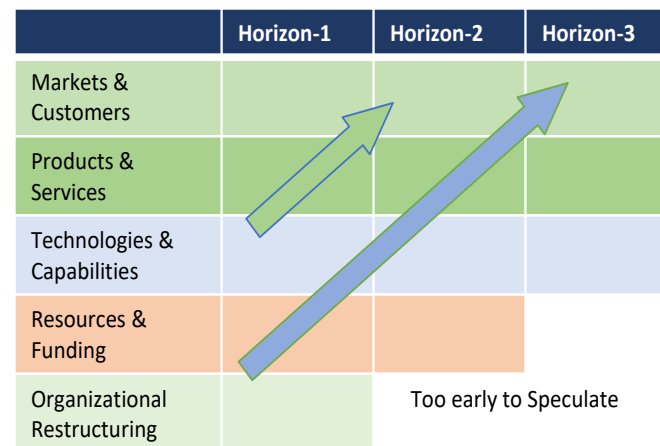 Horizon-1 Horizon-2 Horizon-3
Markets &
Customers
Products &
Services
Technologies &
Capabilities
Resources &
Funding
Organizational
Restructuring
Too early to Speculate